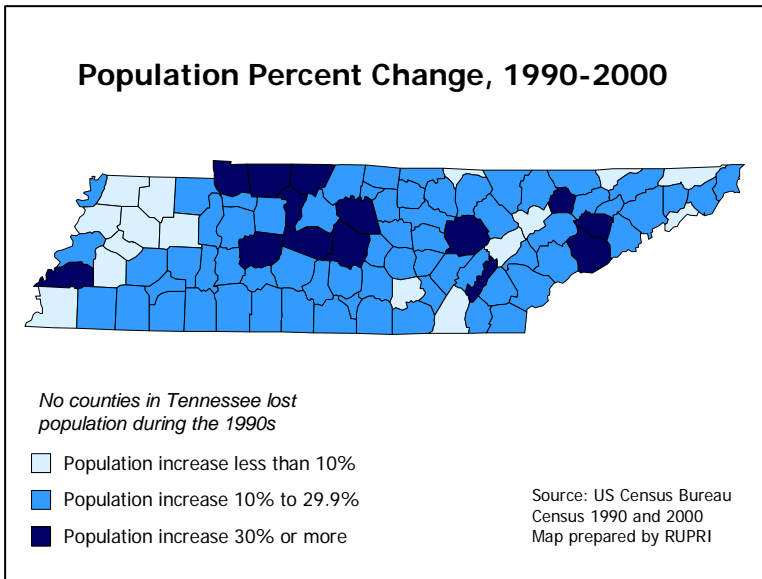 Population Percent Change, 1990-2000
No counties in Tennessee lost
population during the 1990s
Population increase less than 10%
Population increase 10% to 29.9%
Population increase 30% or more
Source: US Census Bureau
Census 1990 and 2000
Map prepared by RUPRI